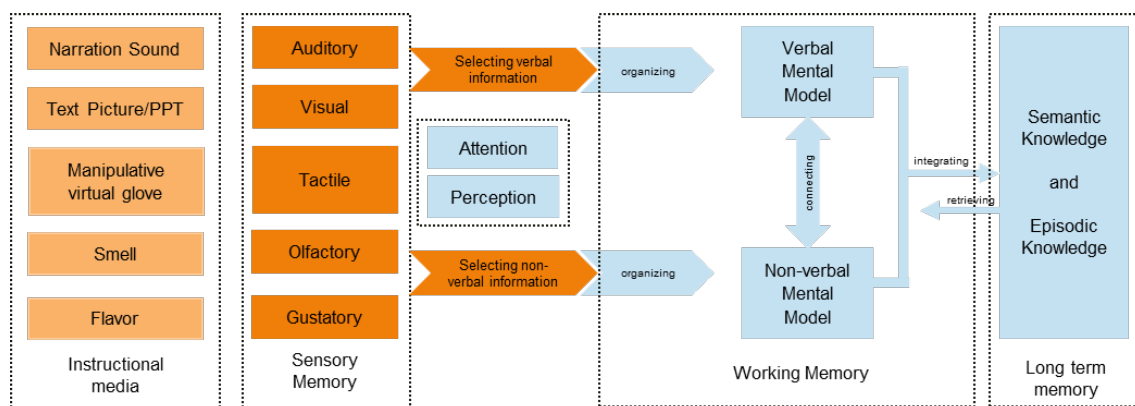 Narration Sound
Text Picture/PPT
Manipulative
virtual glove
Smell
Flavor
Instructional
media
Auditory
Visual
Tactile
Olfactory
Gustatory
Sensory
Memory
Selecting verbal
information
organizing
Attention
Perception
Selecting non-
verbal information
organizing
Verbal
Mental
Model
connecting
Non-verbal
Mental
Model
Working Memory
integrating
retrieving
Semantic
Knowledge
and
Episodic
Knowledge
Long term
memory